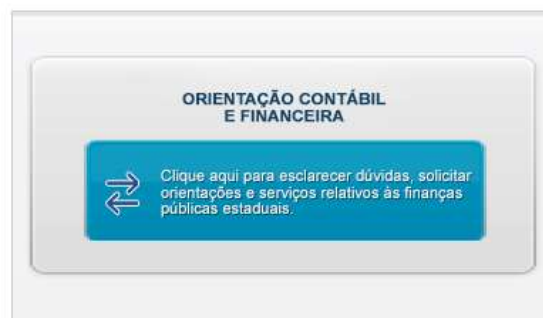 ORIENTAÇÃO CONTÁBIL
E FINANCEIRA
Clique aqui para esclarecer dúvidas, solicitar
orientações e serviços relativos às finanças
públicas estaduais.